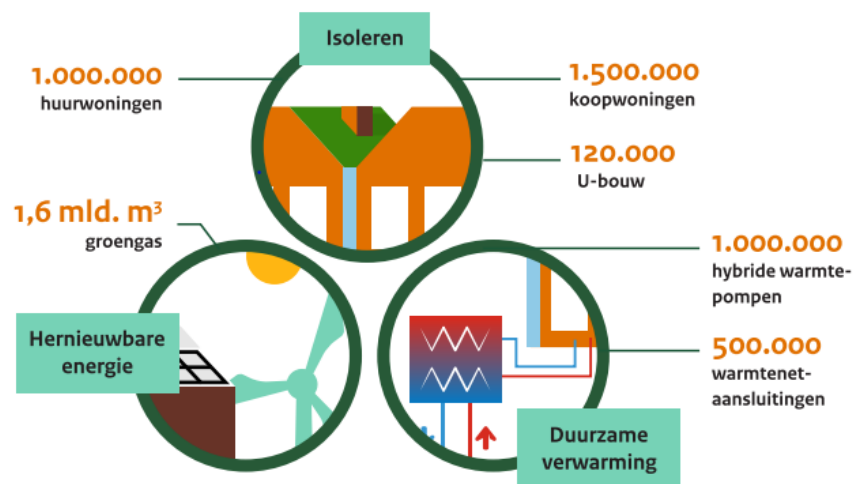 Isoleren
1.000.000
huurwoningen
1.500.000
koopwoningen
120.000
U-bouw
1,6 mld. m³
groengas
Hernieuwbare
energie
1.000.000
hybride warmte-
pompen
500.000
warmtenet-
aansluitingen
Duurzame
verwarming